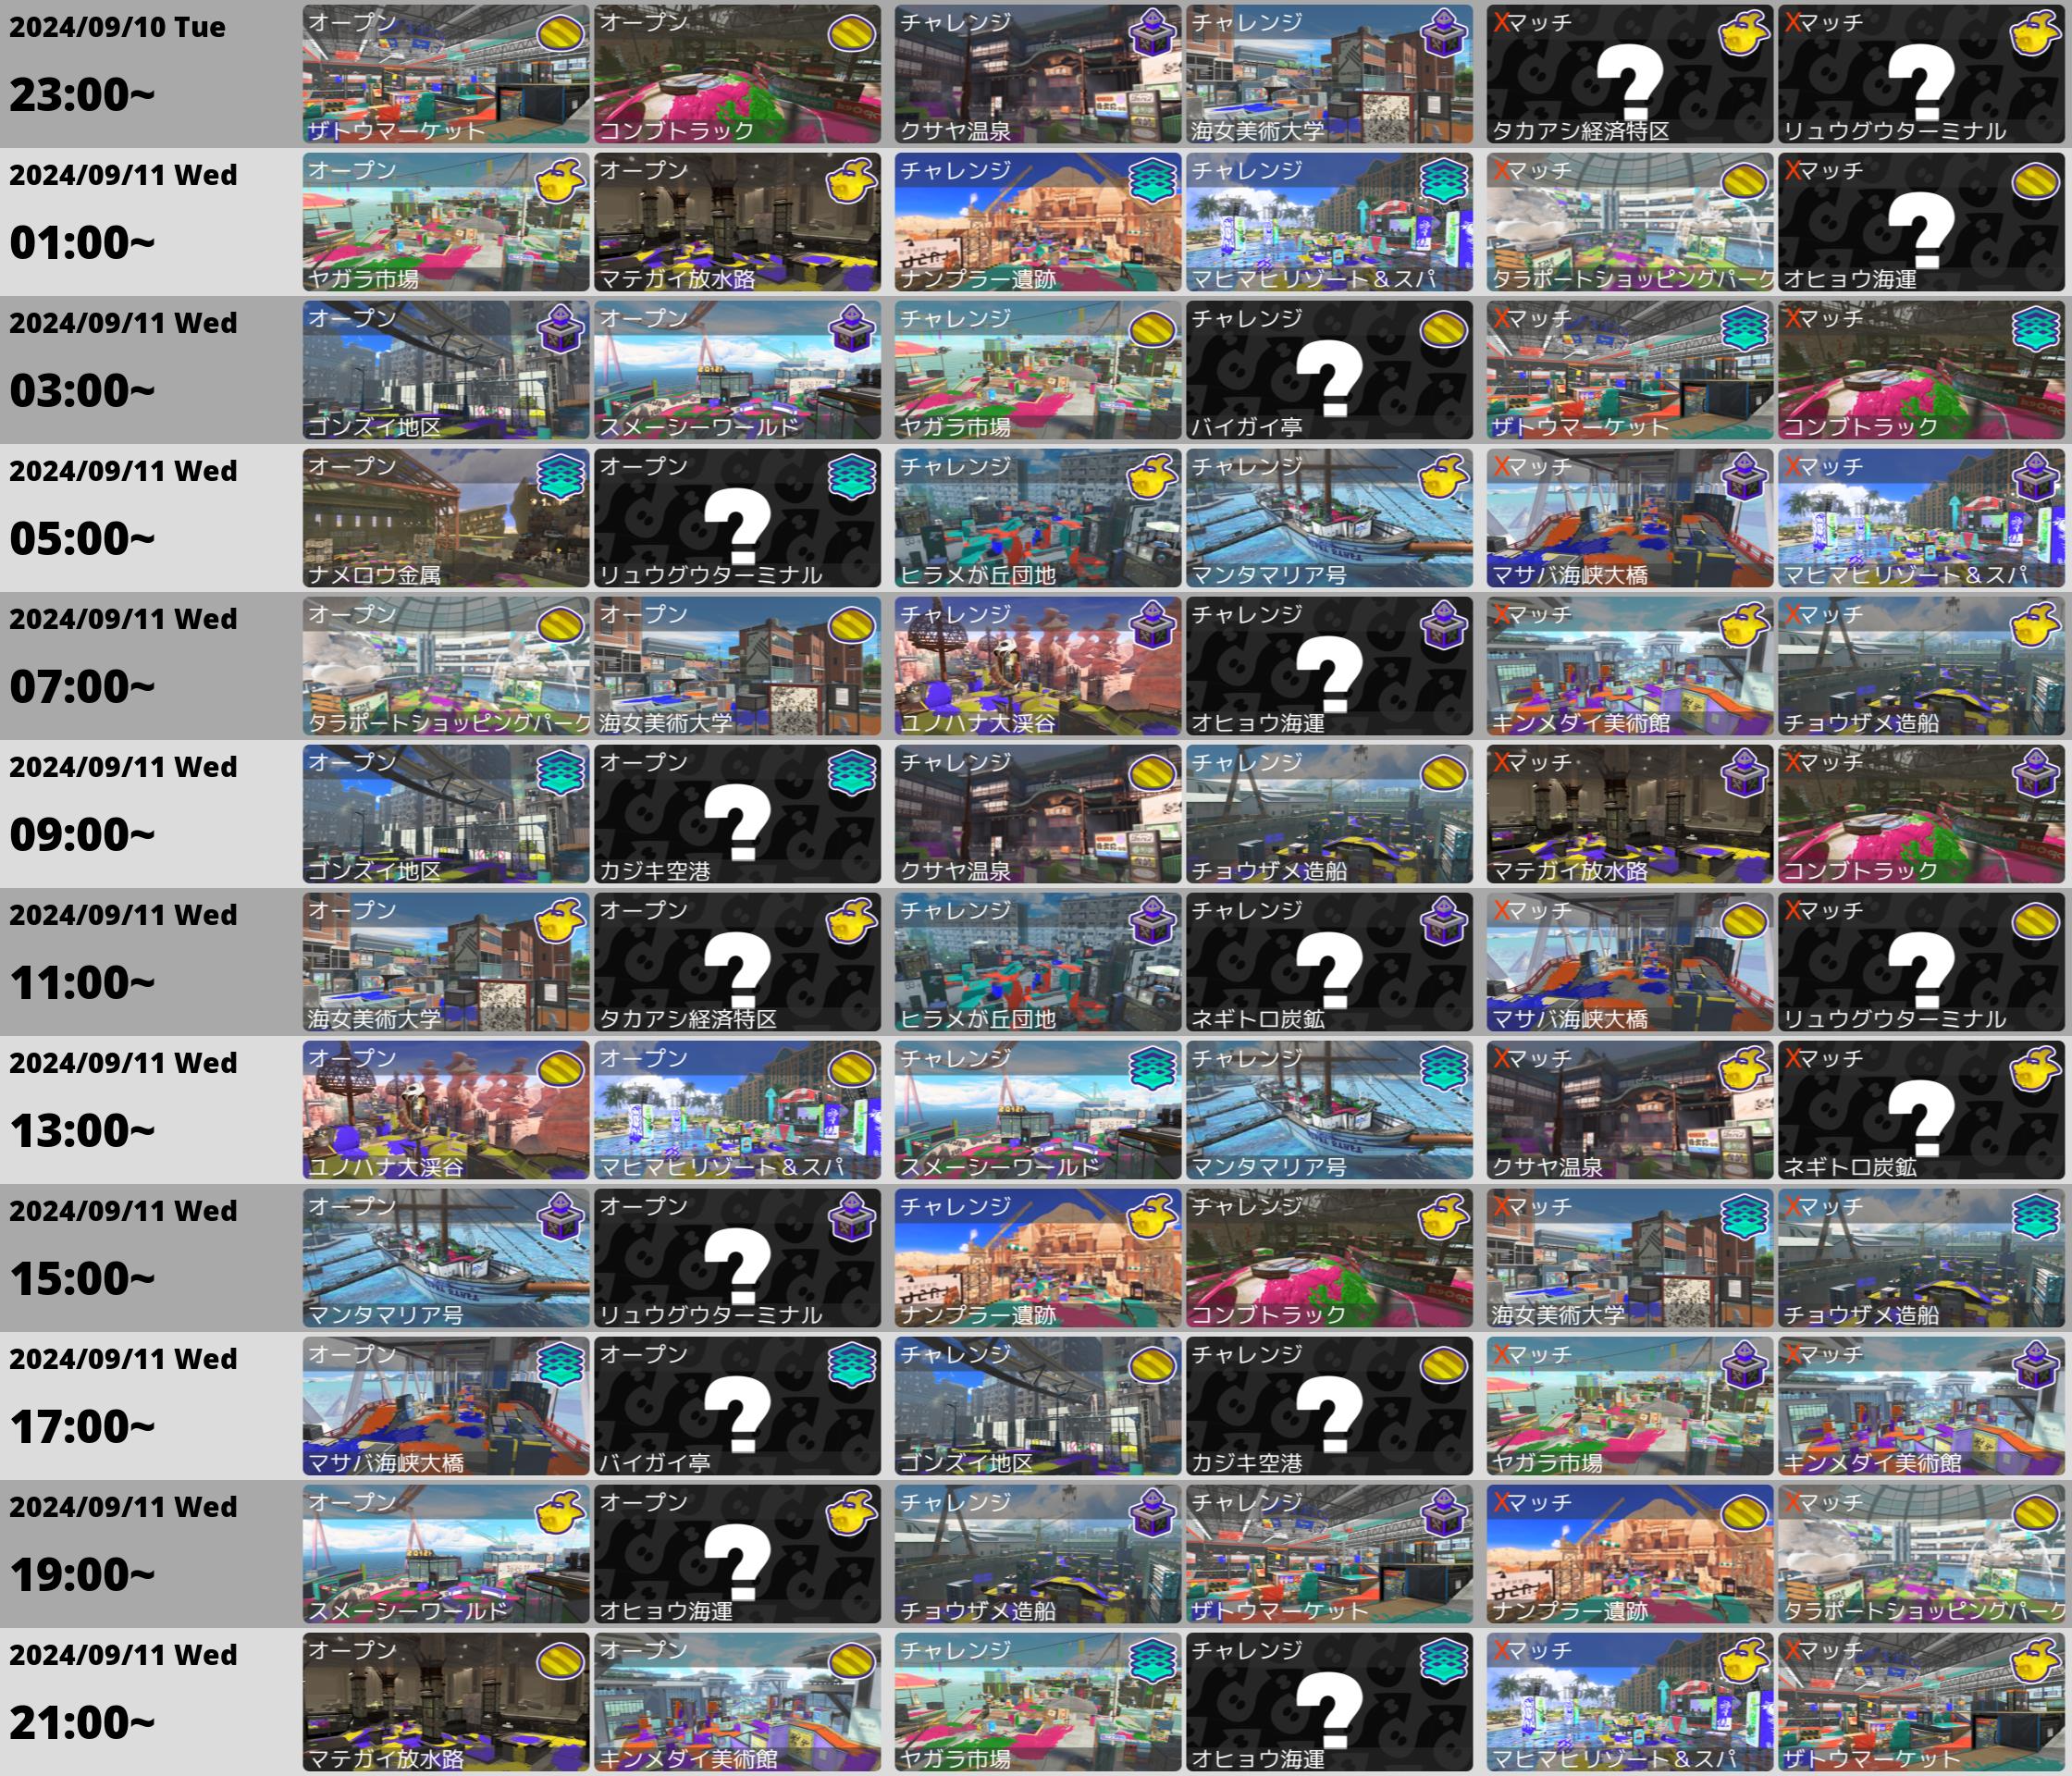 2024/09/10 Tue
23:00~
オープン
ザトウマーケット
オープン
コンブトラック
チャレンジ
クサヤ温泉
チャレンジ
海女美術大学
Xマッチ
タカアシ経済特区
Xマッチ
リュウグウターミナル
2024/09/11 Wed
01:00~
オープン
ヤガラ市場
オープン
マテガイ放水路
チャレンジ
ナンプラー遺跡
チャレンジ
マヒマヒリゾート&スパ
Xマッチ
タラポートショッピングパーク
Xマッチ
オヒョウ海運
2024/09/11 Wed
03:00~
オープン
ゴンズイ地区
オープン
スメーシーワールド
チャレンジ
ヤガラ市場
チャレンジ
バイガイ亭
Xマッチ
ザトウマーケット
Xマッチ
コンブトラック
2024/09/11 Wed
05:00~
オープン
ナメロウ金属
オープン
リュウグウターミナル
チャレンジ
ヒラメが丘団地
チャレンジ
マンタマリア号
Xマッチ
マサバ海峡大橋
Xマッチ
マヒマヒリゾート&スパ
2024/09/11 Wed
07:00~
オープン
タラポートショッピングパーク
オープン
海女美術大学
チャレンジ
ユノハナ大渓谷
チャレンジ
オヒョウ海運
Xマッチ
キンメダイ美術館
Xマッチ
チョウザメ造船
2024/09/11 Wed
09:00~
オープン
ゴンズイ地区
オープン
カジキ空港
チャレンジ
クサヤ温泉
チャレンジ
チョウザメ造船
Xマッチ
マテガイ放水路
Xマッチ
コンブトラック
2024/09/11 Wed
11:00~
オープン
海女美術大学
オープン
タカアシ経済特区
チャレンジ
ヒラメが丘団地
チャレンジ
ネギトロ炭鉱
Xマッチ
マサバ海峡大橋
Xマッチ
リュウグウターミナル
2024/09/11 Wed
13:00~
オープン
ユノハナ大渓谷
オープン
マヒマヒリゾート&スパ
チャレンジ
スメーシーワールド
チャレンジ
マンタマリア号
Xマッチ
クサヤ温泉
Xマッチ
ネギトロ炭鉱
2024/09/11 Wed
15:00~
オープン
マンタマリア号
オープン
リュウグウターミナル
チャレンジ
ナンプラー遺跡
チャレンジ
コンブトラック
Xマッチ
海女美術大学
Xマッチ
チョウザメ造船
2024/09/11 Wed
17:00~
オープン
マサバ海峡大橋
オープン
バイガイ亭
チャレンジ
ゴンズイ地区
チャレンジ
カジキ空港
Xマッチ
ヤガラ市場
Xマッチ
キンメダイ美術館
2024/09/11 Wed
19:00~
オープン
スメーシーワールド
オープン
オヒョウ海運
チャレンジ
チョウザメ造船
チャレンジ
ザトウマーケット
Xマッチ
ナンプラー遺跡
Xマッチ
タラポートショッピングパーク
2024/09/11 Wed
21:00~
オープン
マテガイ放水路
オープン
キンメダイ美術館
チャレンジ
ヤガラ市場
チャレンジ
オヒョウ海運
Xマッチ
マヒマヒリゾート&スパ
Xマッチ
ザトウマーケット